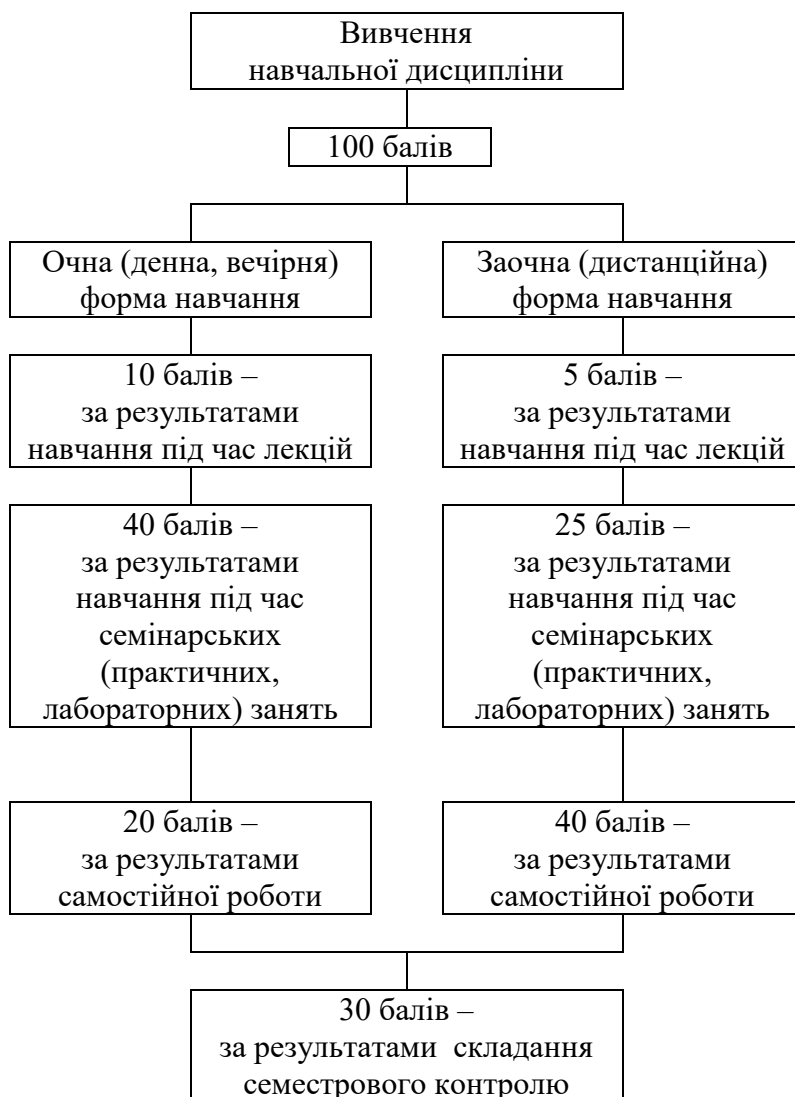 Вивчення
навчальної дисципліни
100 балів
Очна (денна, вечірня)
форма навчання
Заочна (дистанційна)
форма навчання
10 балів –
за результатами
навчання під час лекцій
5 балів –
за результатами
навчання під час лекцій
40 балів –
за результатами
навчання під час
семінарських
(практичних,
лабораторних) занять
25 балів –
за результатами
навчання під час
семінарських
(практичних,
лабораторних) занять
20 балів –
за результатами
самостійної роботи
40 балів –
за результатами
самостійної роботи
30 балів –
за результатами складання
семестрового контролю